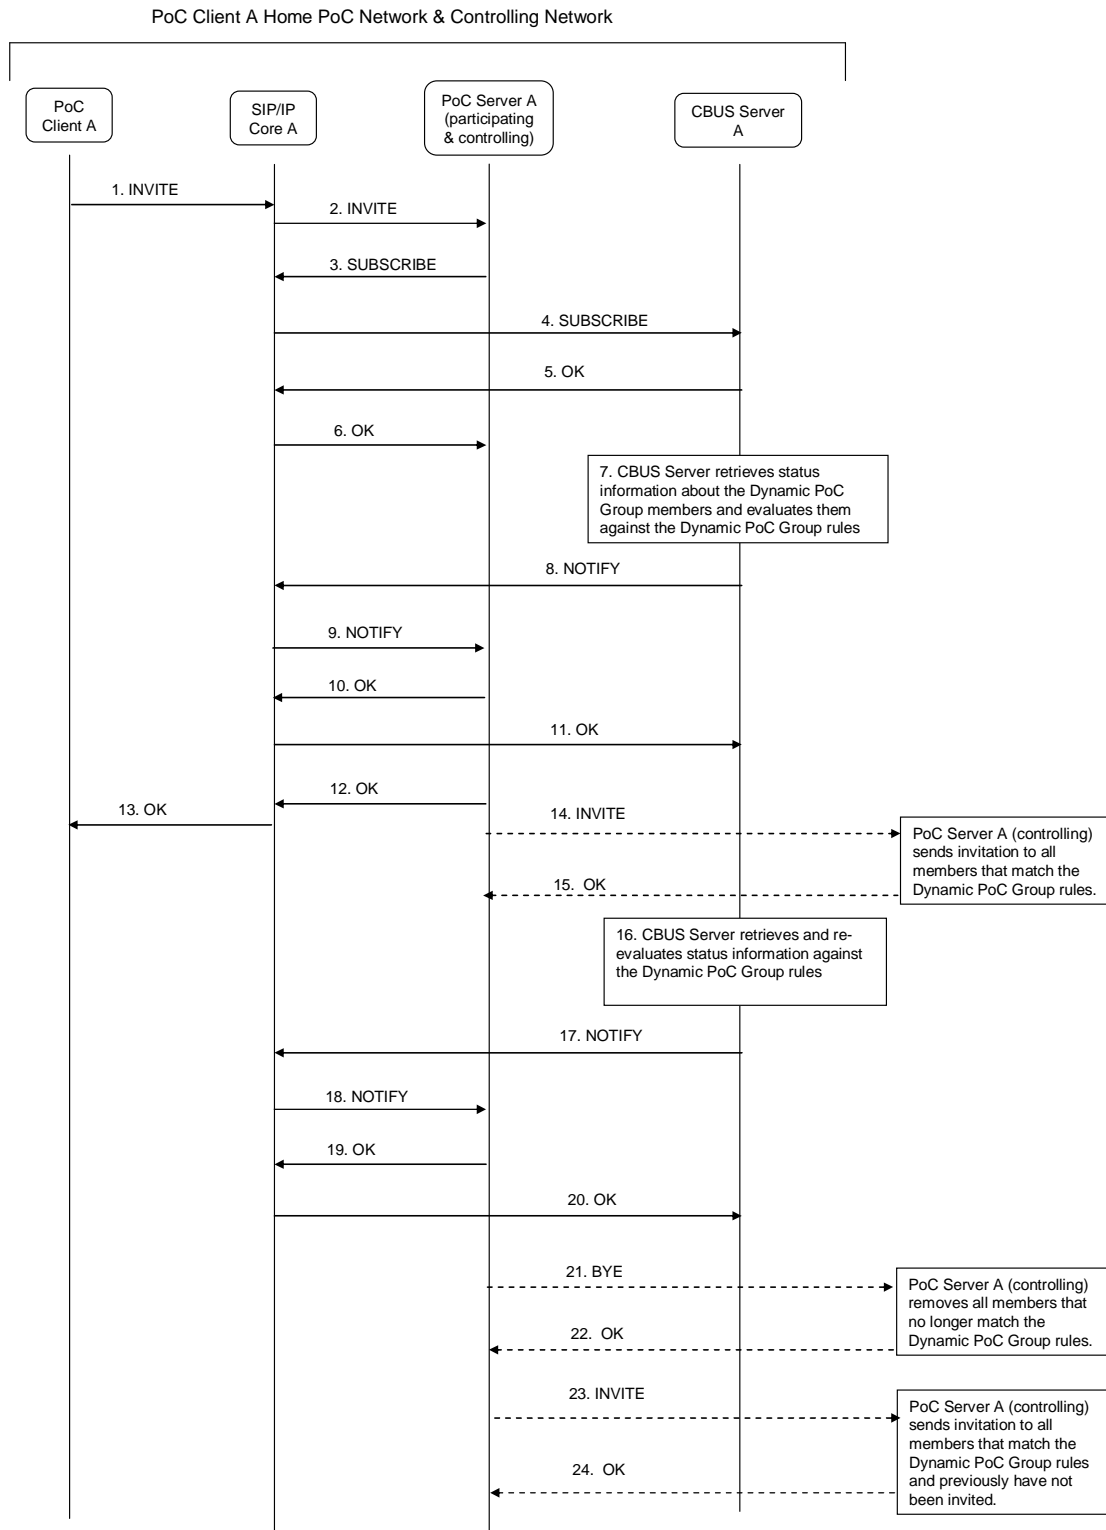 PoC Client A Home PoC Network & Controlling Network
PoC
Client A
SIP/IP
Core A
PoC Server A
(participating
& controlling)
CBUS Server
A
1. INVITE
2. INVITE
3. SUBSCRIBE
4. SUBSCRIBE
5. OK
6. OK
7. CBUS Server retrieves status
information about the Dynamic PoC
Group members and evaluates them
against the Dynamic PoC Group rules
8. NOTIFY
9. NOTIFY
10. OK
11. OK
12. OK
13. OK
14. INVITE
PoC Server A (controlling)
sends invitation to all
members that match the
Dynamic PoC Group rules.
15. OK
16. CBUS Server retrieves and re-
evaluates status information against
the Dynamic PoC Group rules
17. NOTIFY
18. NOTIFY
19. OK
20. OK
21. BYE
PoC Server A (controlling)
removes all members that
no longer match the
Dynamic PoC Group rules.
22. OK
23. INVITE
PoC Server A (controlling)
sends invitation to all
members that match the
Dynamic PoC Group rules
and previously have not
been invited.
24. OK